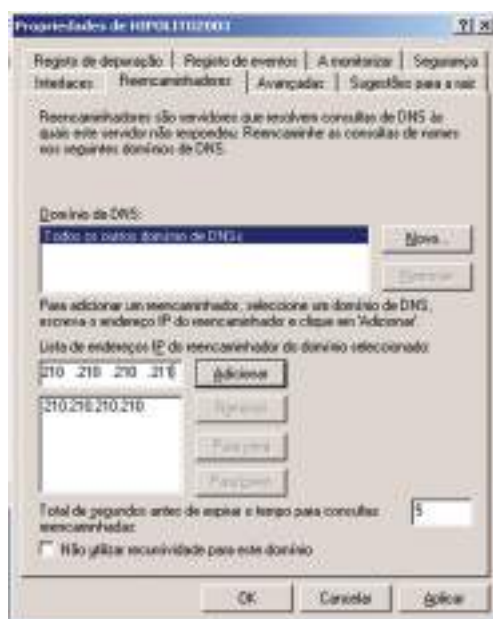 Propriedades de HIPOLITO2003
Registo de depuração
Registo de eventos
A monitorizar
Segurança
Interfaces
Reencaminhadores
Avançadas
Sugestões para a raiz
Reencaminhadores são servidores que resolvem consultas de DNS às
quais este servidor não respondeu. Reencaminhe as consultas de nomes
nos seguintes domínios de DNS.
Domínio de DNS:
Todos os outros domínio de DNSs
Novo...
Remover
Para adicionar um reencaminhador, seleccione um domínio de DNS,
escreva o endereço IP do reencaminhador e clique em 'Adicionar'.
Lista de endereços IP do reencaminhador do domínio seleccionado:
210 .210 .210 .211
Adicionar
210.210.210.210
Remover
Para cima
Para baixo
Total de segundos antes de expirar o tempo para consultas
reencaminhadas:
5
Não utilizar recursividade para este domínio
OK
Cancelar
Aplicar